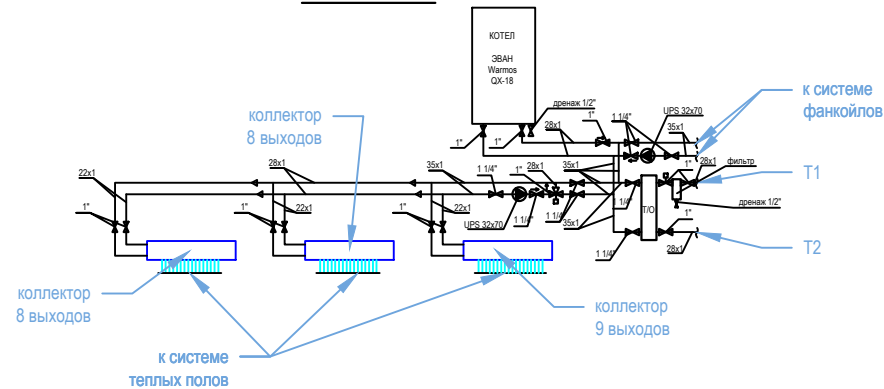 КОТЕЛ
ЭВАН
Warmos
QX-18
дренаж 1/2"
к системе
фанкойлов
коллектор
8 выходов
1"
1 1/4"
UPS 32x70
28x1
35x1
1"
1"
22x1
28x1
35x1
1 1/4"
1"
28x1
35x1
1"
28x1
фильтр
T1
22x1
22x1
1"
1"
1"
UPS 32x70
1 1/4"
1 1/4"
35x1
1 1/4"
Т/О
дренаж 1/2"
1"
1 1/4"
28x1
T2
коллектор
8 выходов
коллектор
9 выходов
к системе
теплых полов